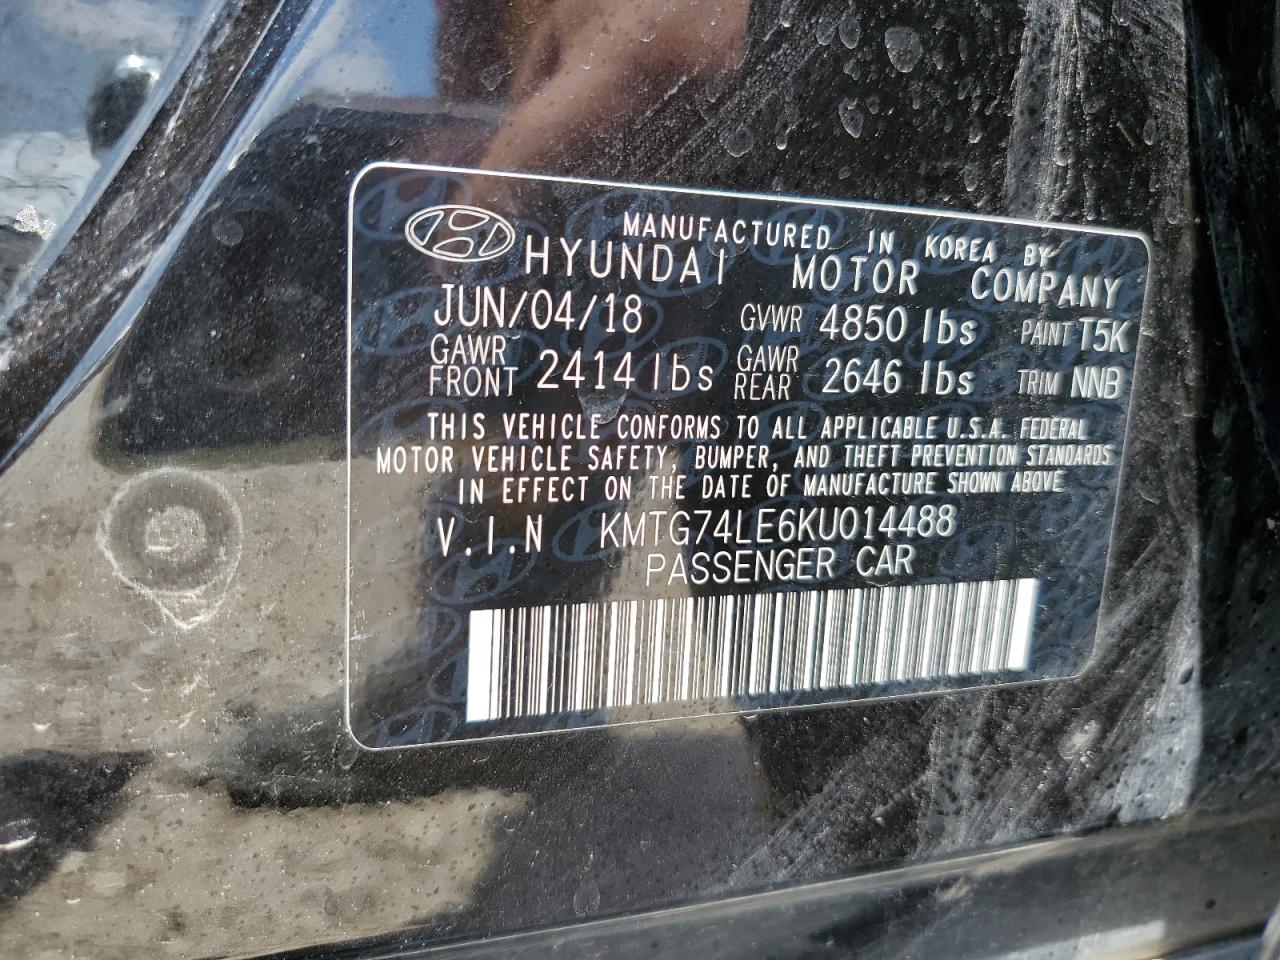 MANUFACTURED IN KOREA BY
HYUNDAI MOTOR COMPANY
JUN/04/18 GVWR 4850 lbs PAINT T5K
GAWR FRONT 2414 lbs GAWR REAR 2646 lbs TRIM NNB
THIS VEHICLE CONFORMS TO ALL APPLICABLE U.S.A. FEDERAL
MOTOR VEHICLE SAFETY, BUMPER, AND THEFT PREVENTION STANDARDS
IN EFFECT ON THE DATE OF MANUFACTURE SHOWN ABOVE
V.I.N KMTG74LE6KU014488
PASSENGER CAR